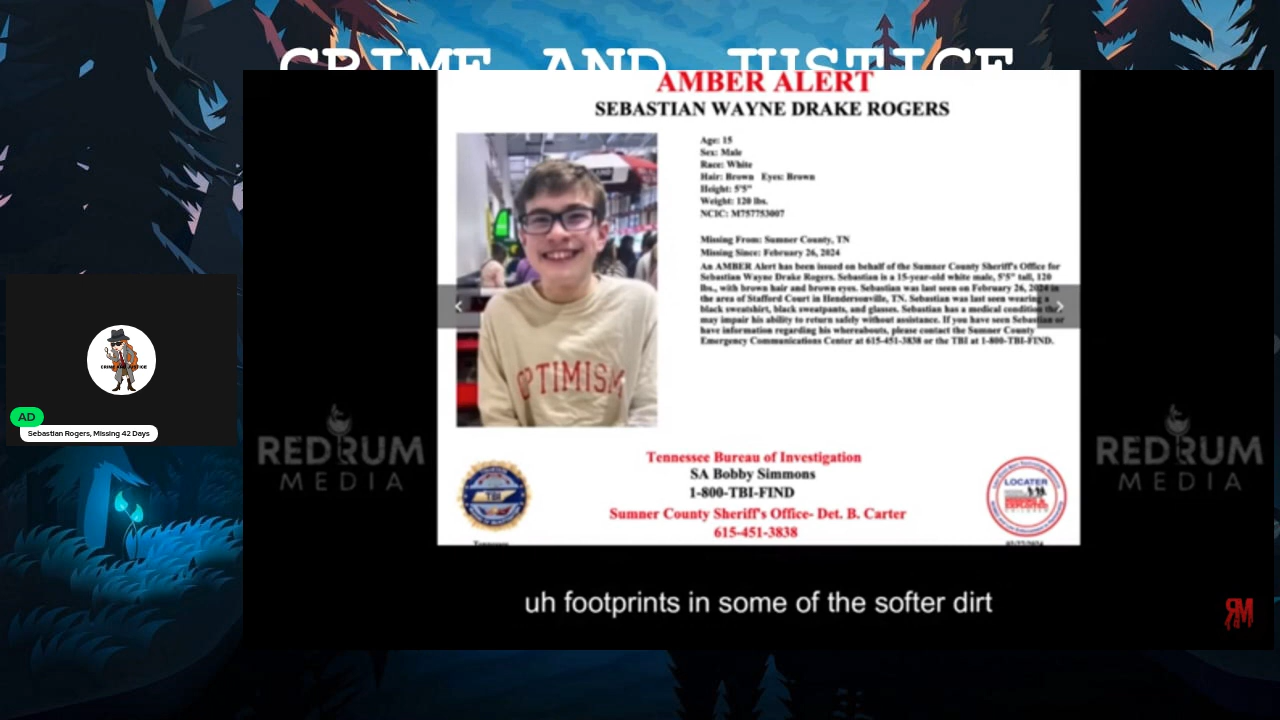 CRIME AND JUSTICE
AMBER ALERT
SEBASTIAN WAYNE DRAKE ROGERS
Age: 15
Sex: Male
Race: White
Hair: Brown Eyes: Brown
Height: 5'5"
Weight: 120 lbs.
NCIC: M757753007
Missing From: Sumner County, TN
Missing Since: February 26, 2024
An AMBER Alert has been issued on behalf of the Sumner County Sheriff's Office for
Sebastian Wayne Drake Rogers. Sebastian is a 15-year-old white male, 5'5" tall, 120
lbs., with brown hair and brown eyes. Sebastian was last seen on February 26, 2024 in
the area of Stafford Court in Hendersonville, TN. Sebastian was last seen wearing a
black sweatshirt, black sweatpants, and glasses. Sebastian has a medical condition that
may impair his ability to return safely without assistance. If you have seen Sebastian or
have information regarding his whereabouts, please contact the Sumner County
Emergency Communications Center at 615-451-3838 or the TBI at 1-800-TBI-FIND.
OPTIMISM
Tennessee Bureau of Investigation
SA Bobby Simmons
1-800-TBI-FIND
Sumner County Sheriff's Office- Det. B. Carter
615-451-3838
TBI
LOCATER
REDRUM
MEDIA
REDRUM
MEDIA
CRIME AND JUSTICE
AD
Sebastian Rogers, Missing 42 Days
uh footprints in some of the softer dirt
RM